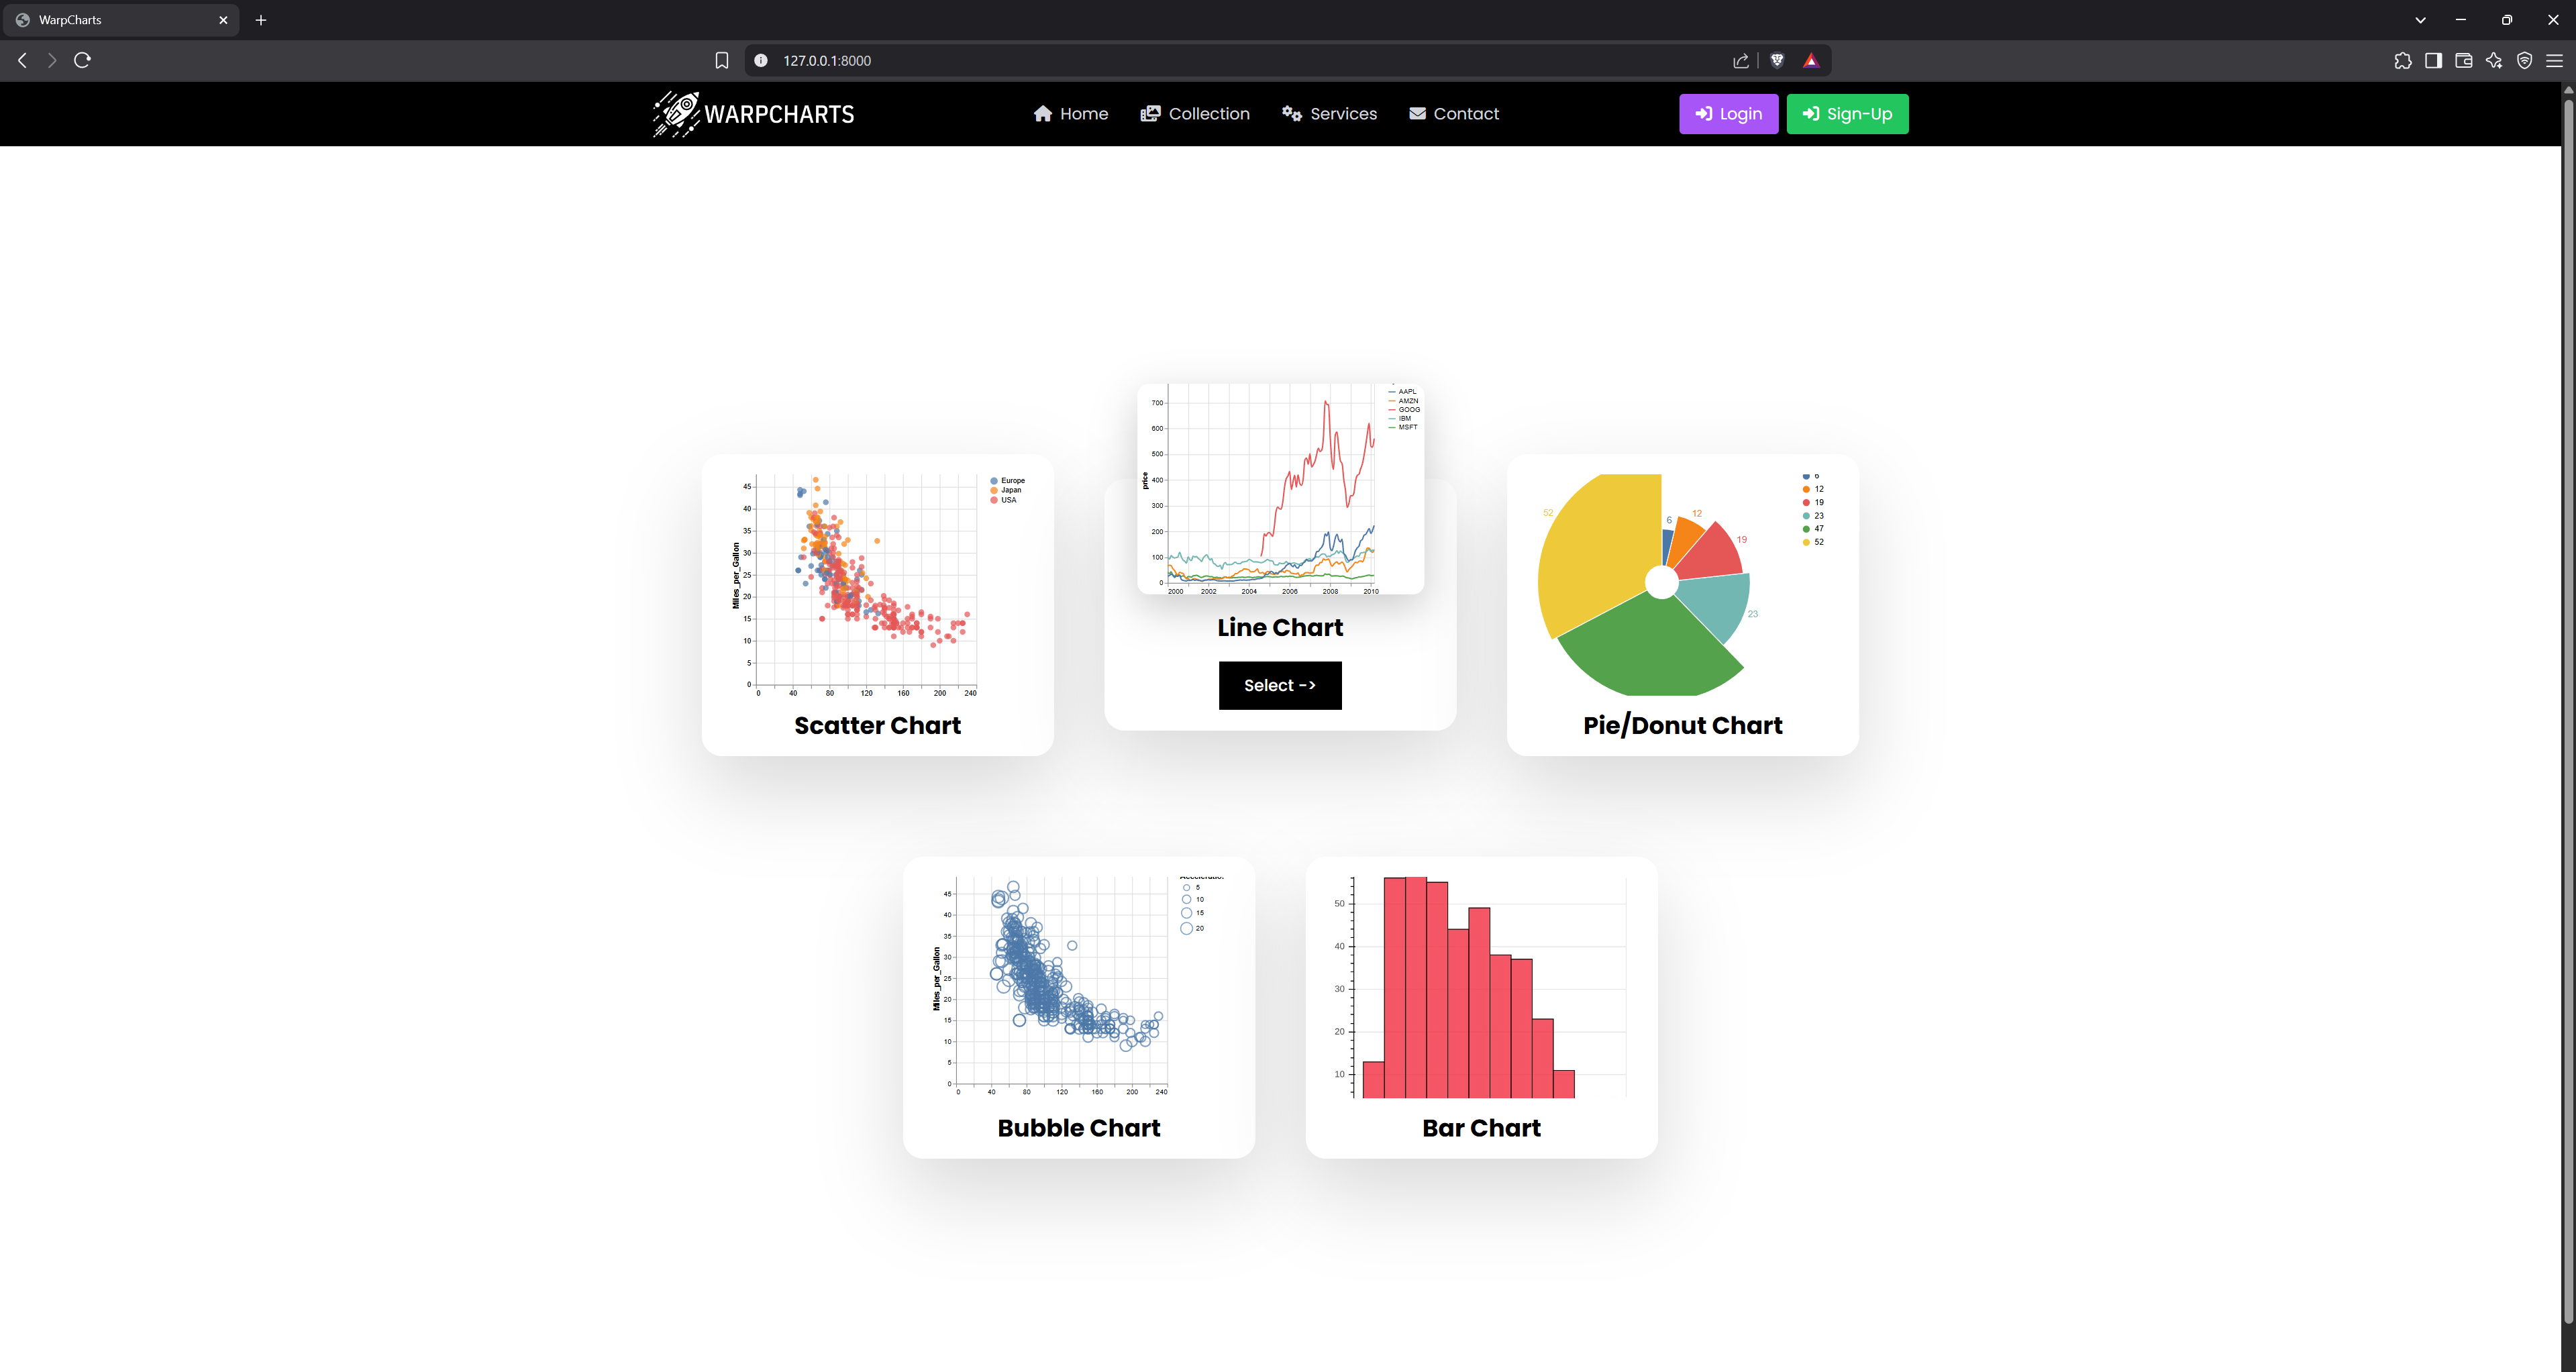 WarpCharts
127.0.0.1:8000
WARPCHARTS
Home
Collection
Services
Contact
Login
Sign-Up
45
40
35
30
25
20
15
10
5
0
Miles_per_Gallon
0 40 80 120 160 200 240
Europe
Japan
USA
Scatter Chart
700
600
500
400
300
200
100
0
price
2000 2002 2004 2006 2008 2010
AAPL
AMZN
GOOG
IBM
MSFT
Line Chart
Select ->
52
6
12
19
23
6
12
19
23
47
52
Pie/Donut Chart
45
40
35
30
25
20
15
10
5
0
Miles_per_Gallon
0 40 80 120 160 200 240
5
10
15
20
Bubble Chart
50
40
30
20
10
Bar Chart